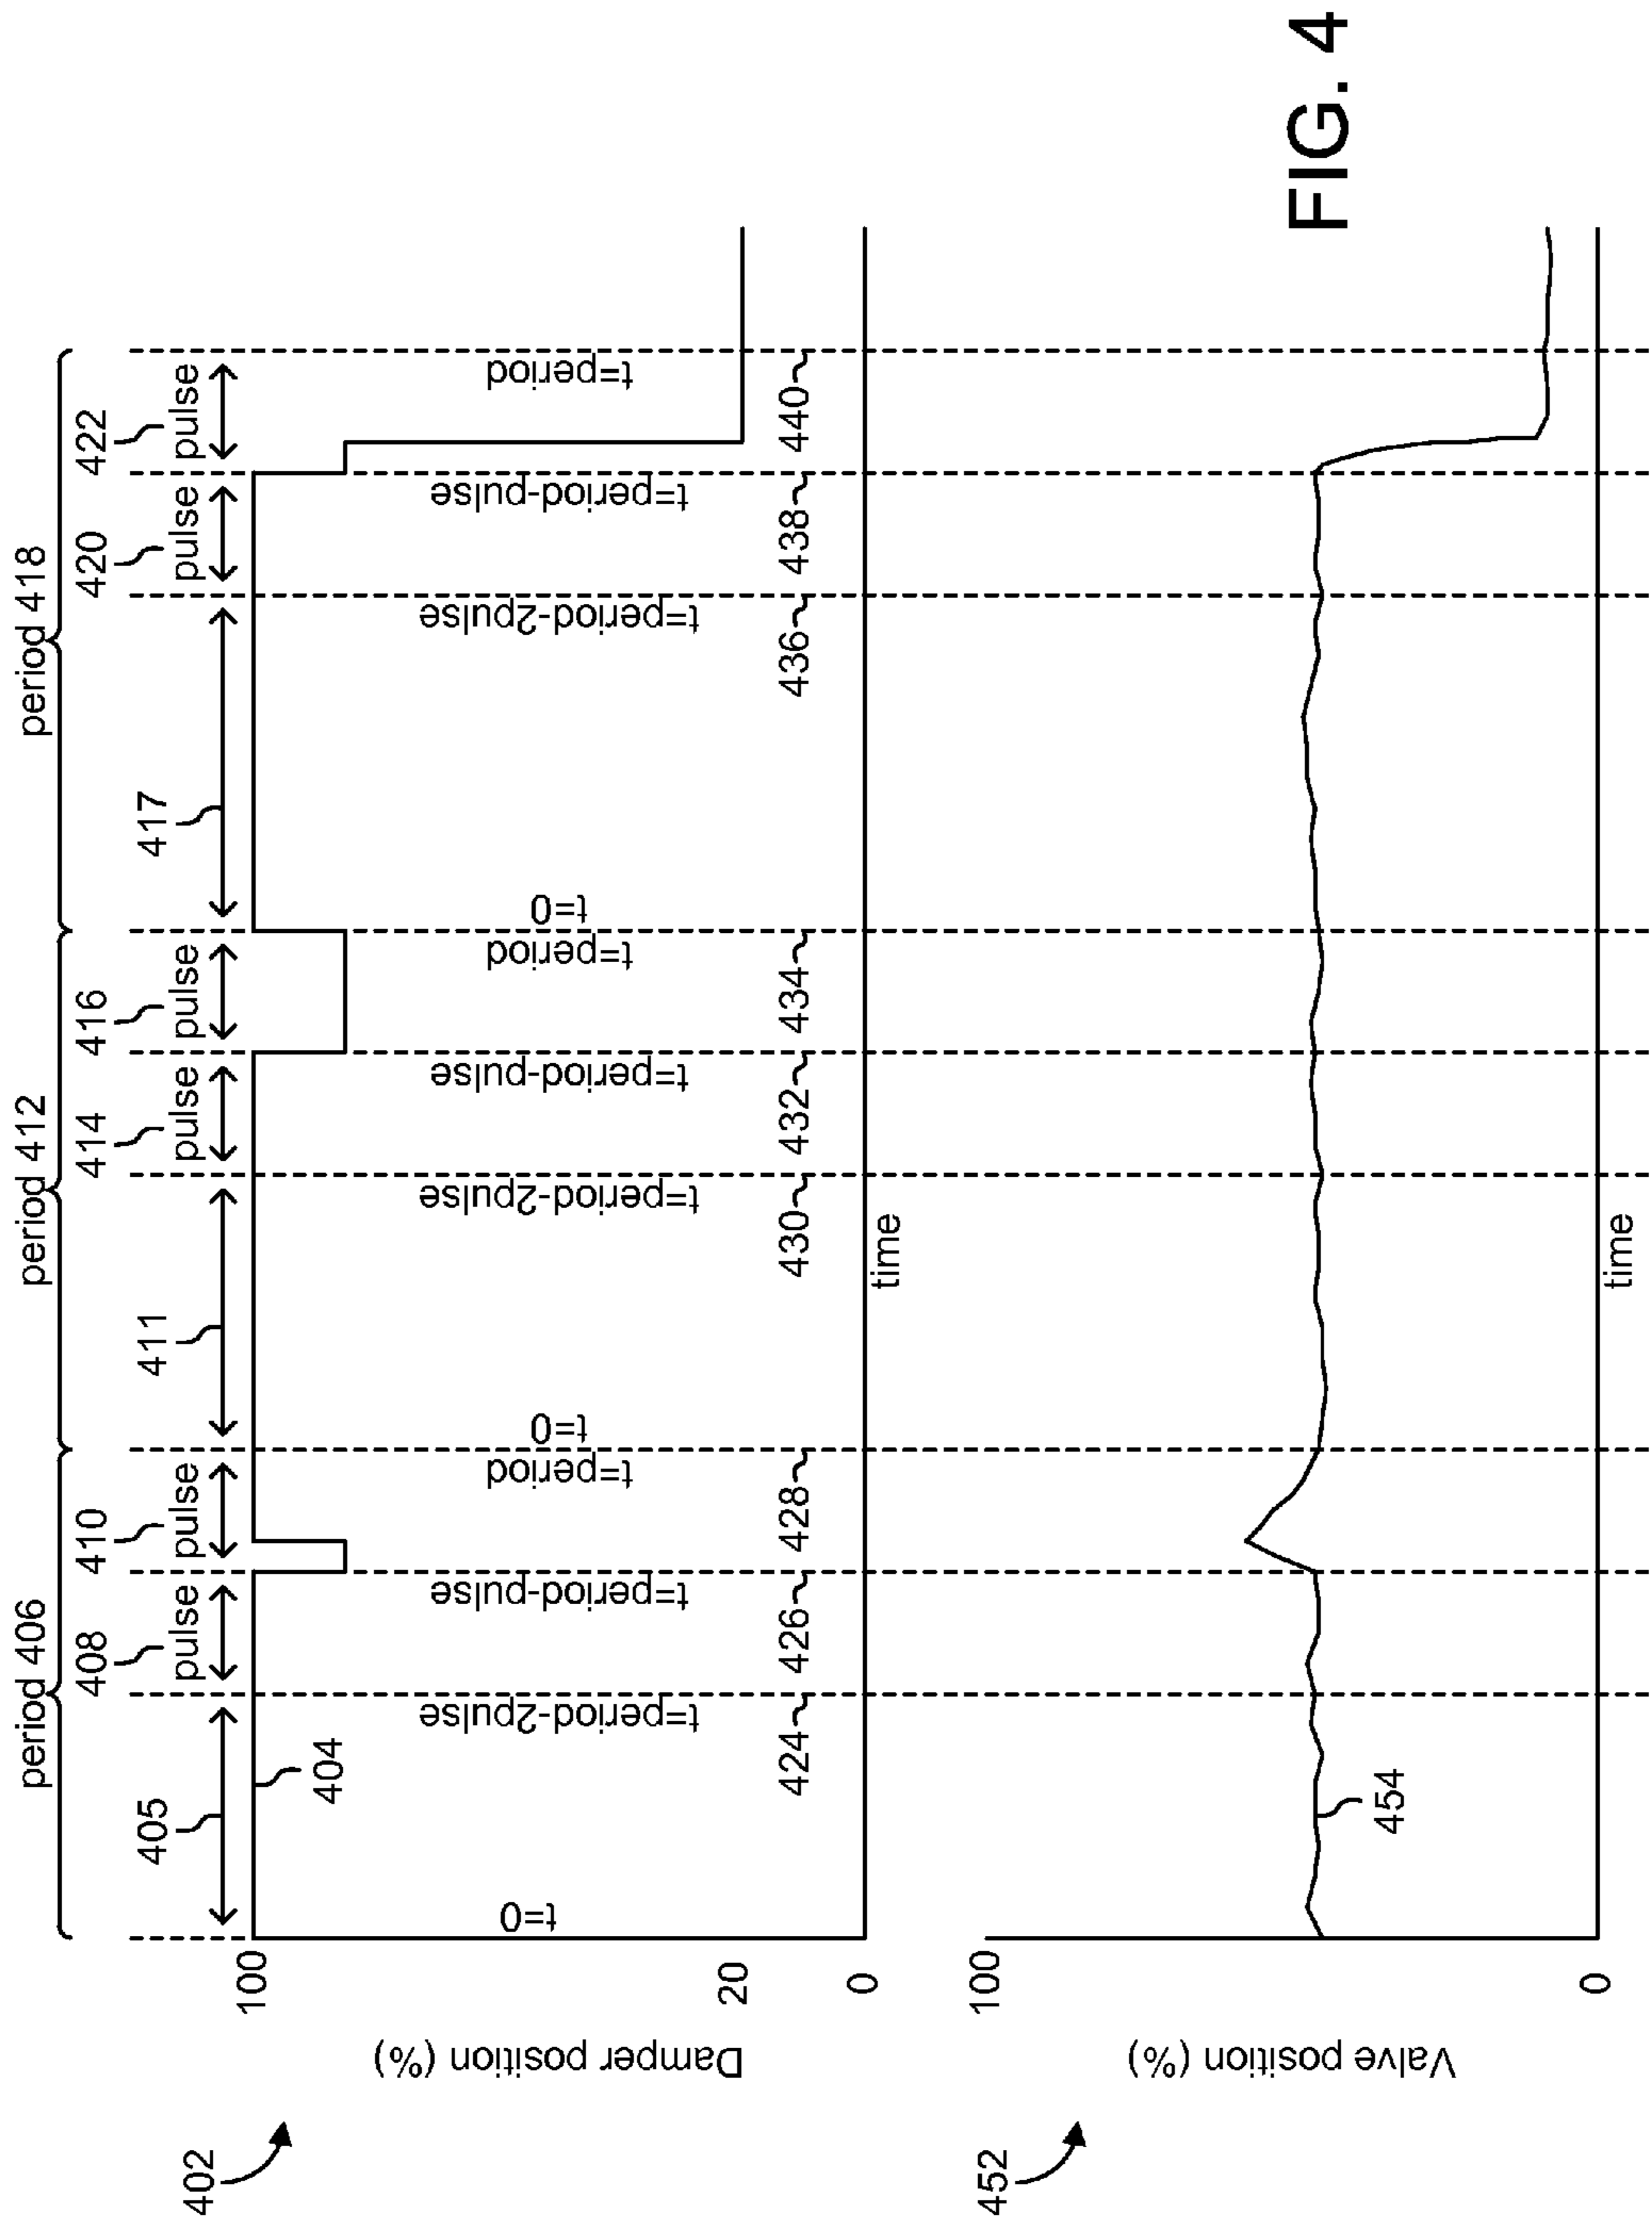 period 406
period 412
period 418
408
410
414
416
420
422
405
pulse
pulse
411
pulse
pulse
417
pulse
pulse
402
100
404
Damper position (%)
t=0
t=period-2pulse
t=period-pulse
t=period
t=0
t=period-2pulse
t=period-pulse
t=period
t=0
t=period-2pulse
t=period-pulse
t=period
20
424
426
428
430
432
434
436
438
440
0
time
452
100
Valve position (%)
454
0
time
FIG. 4